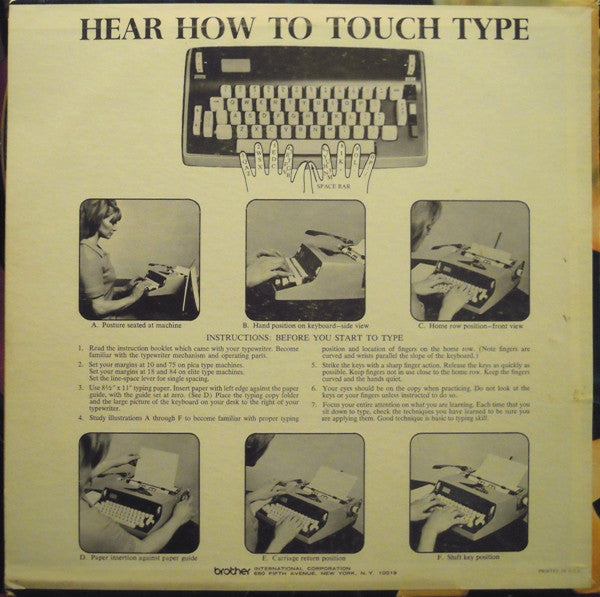 HEAR HOW TO TOUCH TYPE
SPACE BAR
A. Posture seated at machine
B. Hand position on keyboard—side view
C. Home row position—front view
INSTRUCTIONS: BEFORE YOU START TO TYPE
1. Read the instruction booklets which came with your typewriter. Become
familiar with the typewriter mechanism and operating parts.
2. Set your margins at 10 and 75 on pica type machines.
Set your margins at 18 and 84 on elite type machines.
Set the line-space lever for single spacing.
3. Use 8½" x 11" typing paper. Insert paper with left edge against the paper
guide, with the guide set at zero. (See D.) Place the typing copy folder
and the large picture of the keyboard on your desk to the right of your
typewriter.
4. Study illustrations A through F to become familiar with proper typing
position and location of fingers on the home row. (Note fingers are
curved and wrists parallel the slope of the keyboard.)
5. Strike the keys with a sharp finger action. Release the keys as quickly as
possible. Keep fingers not in use close to the home row. Keep the fingers
curved and the hands quiet.
6. Your eyes should be on the copy when practicing. Do not look at the
keys or your fingers unless instructed to do so.
7. Focus your entire attention on what you are learning. Each time that you
sit down to type, check the techniques you have learned to be sure you
are applying them. Good technique is basic to typing skill.
D. Paper insertion against paper guide
E. Carriage return position
F. Shift key position
brother INTERNATIONAL CORPORATION
680 FIFTH AVENUE, NEW YORK, N. Y. 10019
PRINTED IN U.S.A.